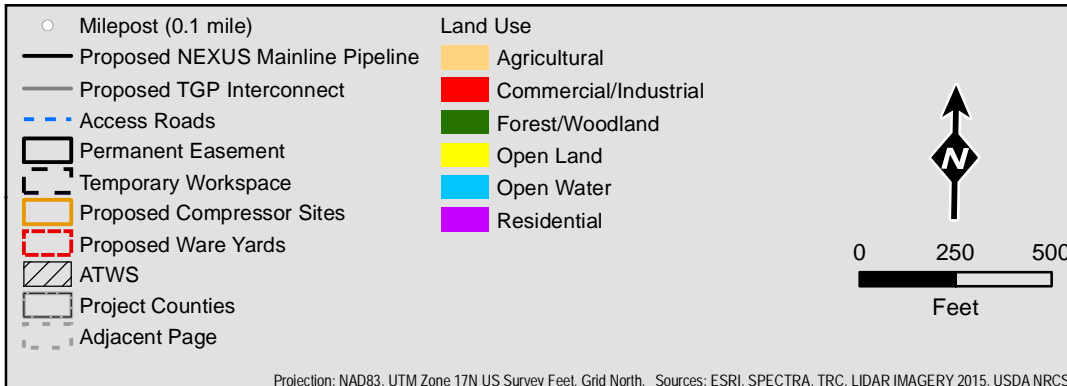 Milepost (0.1 mile)
Proposed NEXUS Mainline Pipeline
Proposed TGP Interconnect
Access Roads
Permanent Easement
Temporary Workspace
Proposed Compressor Sites
Proposed Ware Yards
ATWS
Project Counties
Adjacent Page
Land Use
Agricultural
Commercial/Industrial
Forest/Woodland
Open Land
Open Water
Residential
N
0 250 500
Feet
Projection: NAD83, UTM Zone 17N US Survey Feet, Grid North, Sources: ESRI, SPECTRA, TRC, LIDAR IMAGERY 2015, USDA NRCS